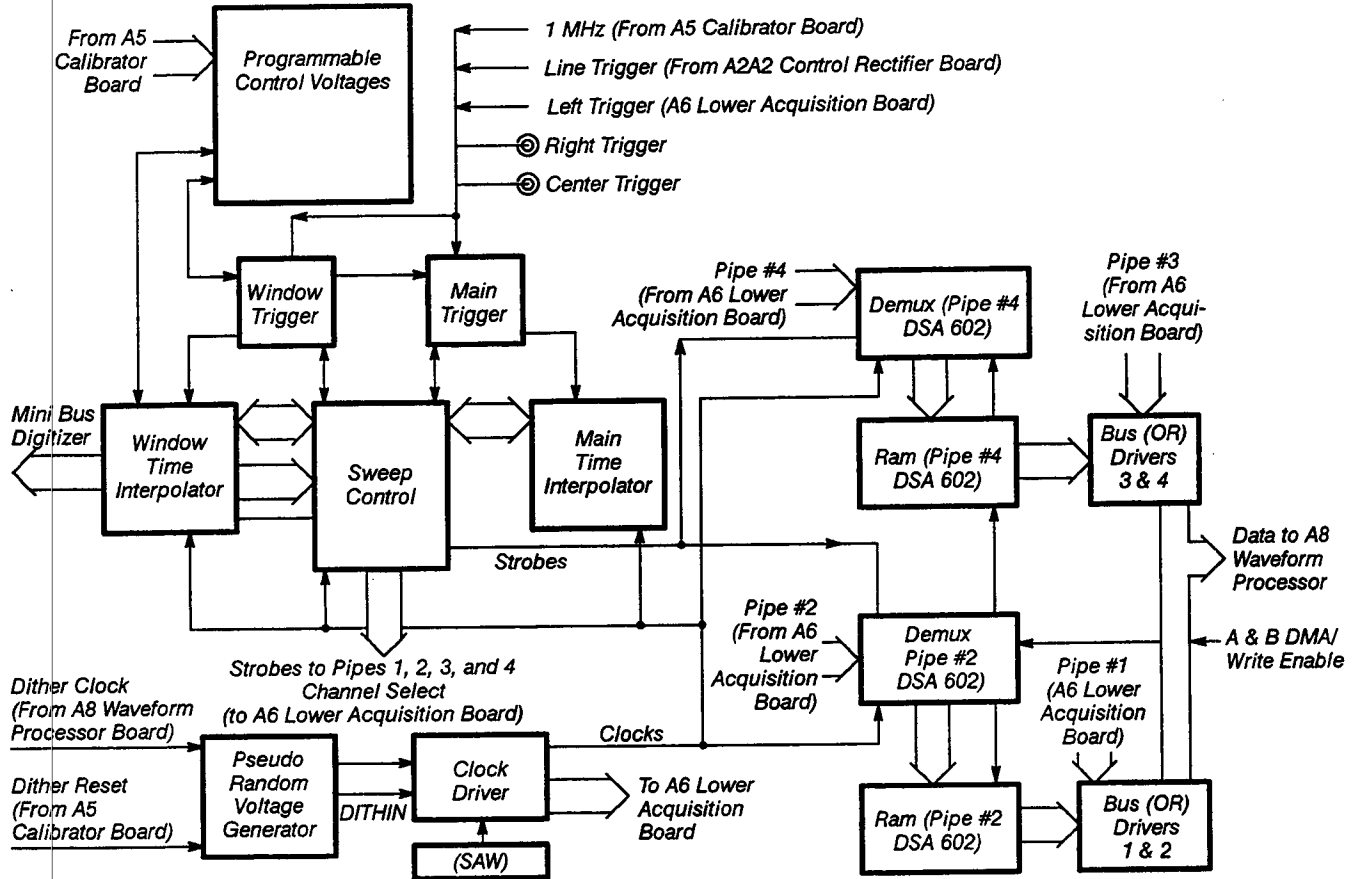 From A5
Calibrator
Board
Programmable
Control Voltages
1 MHz (From A5 Calibrator Board)
Line Trigger (From A2A2 Control Rectifier Board)
Left Trigger (A6 Lower Acquisition Board)
Right Trigger
Center Trigger
Window
Trigger
Main
Trigger
Pipe #4
(From A6 Lower
Acquisition Board)
Demux (Pipe #4
DSA 602)
Pipe #3
(From A6
Lower Acqui-
sition Board)
Mini Bus
Digitizer
Window
Time
Interpolator
Sweep
Control
Main
Time
Interpolator
Ram (Pipe #4
DSA 602)
Bus (OR)
Drivers
3 & 4
Strobes
Data to A8
Waveform
Processor
Pipe #2
(From A6
Lower
Acquisition
Board)
Demux
Pipe #2
DSA 602)
A & B DMA/
Write Enable
Pipe #1
(A6 Lower
Acquisition
Board)
Strobes to Pipes 1, 2, 3, and 4
Channel Select
(to A6 Lower Acquisition Board)
Dither Clock
(From A8 Waveform
Processor Board)
Dither Reset
(From A5
Calibrator Board)
Pseudo
Random
Voltage
Generator
DITHIN
Clock
Driver
Clocks
To A6 Lower
Acquisition
Board
(SAW)
Ram (Pipe #2
DSA 602)
Bus (OR)
Drivers
1 & 2